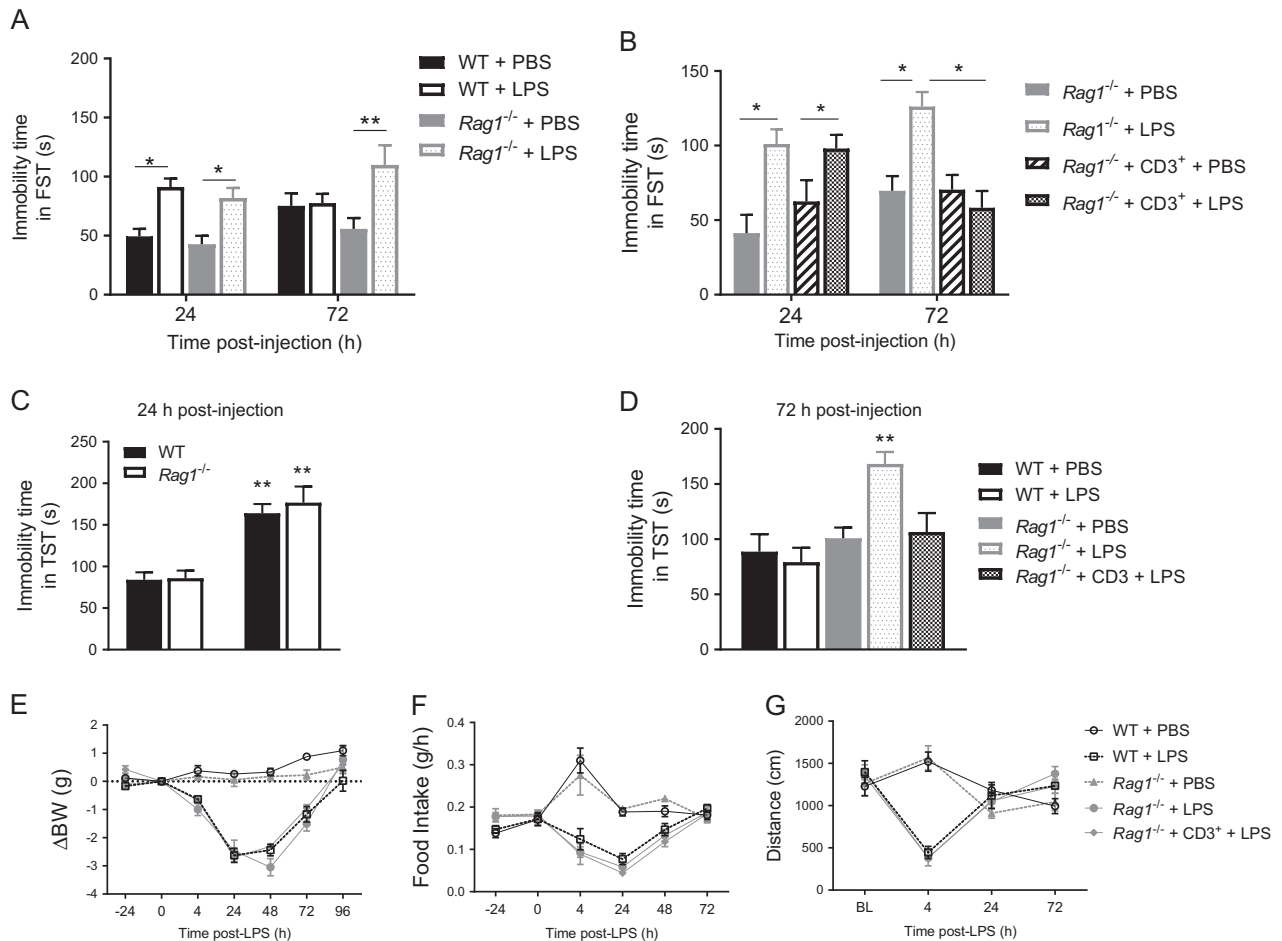 A
Immobility time
in FST (s)
200
150
100
50
0
*
*
**
24
72
Time post-injection (h)
WT + PBS
WT + LPS
Rag1-/- + PBS
Rag1-/- + LPS
B
Immobility time
in FST (s)
150
100
50
0
*
*
*
*
24
72
Time post-injection (h)
Rag1-/- + PBS
Rag1-/- + LPS
Rag1-/- + CD3+ + PBS
Rag1-/- + CD3+ + LPS
C
24 h post-injection
Immobility time
in TST (s)
250
200
150
100
50
0
WT
Rag1-/-
**
**
D
72 h post-injection
Immobility time
in TST (s)
200
150
100
50
0
**
WT + PBS
WT + LPS
Rag1-/- + PBS
Rag1-/- + LPS
Rag1-/- + CD3 + LPS
E
ΔBW (g)
2
1
0
-1
-2
-3
-4
-24 0 4 24 48 72 96
Time post-LPS (h)
F
Food Intake (g/h)
0.4
0.3
0.2
0.1
0.0
-24 0 4 24 48 72
Time post-LPS (h)
G
Distance (cm)
2000
1500
1000
500
0
BL 4 24 72
Time post-LPS (h)
WT + PBS
WT + LPS
Rag1-/- + PBS
Rag1-/- + LPS
Rag1-/- + CD3+ + LPS